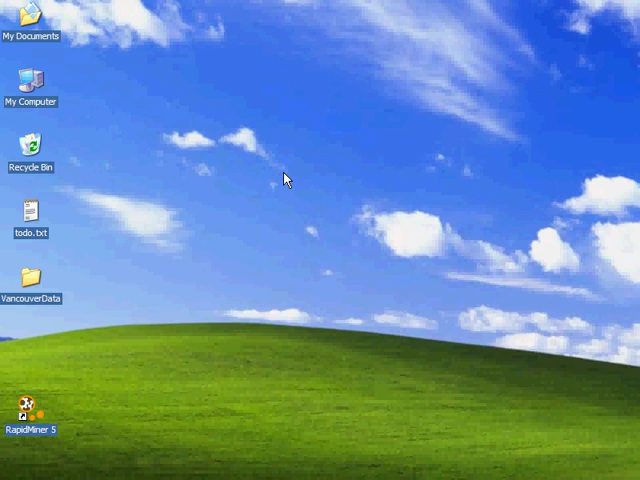 My Documents
My Computer
Recycle Bin
todo.txt
VancouverData
RapidMiner 5